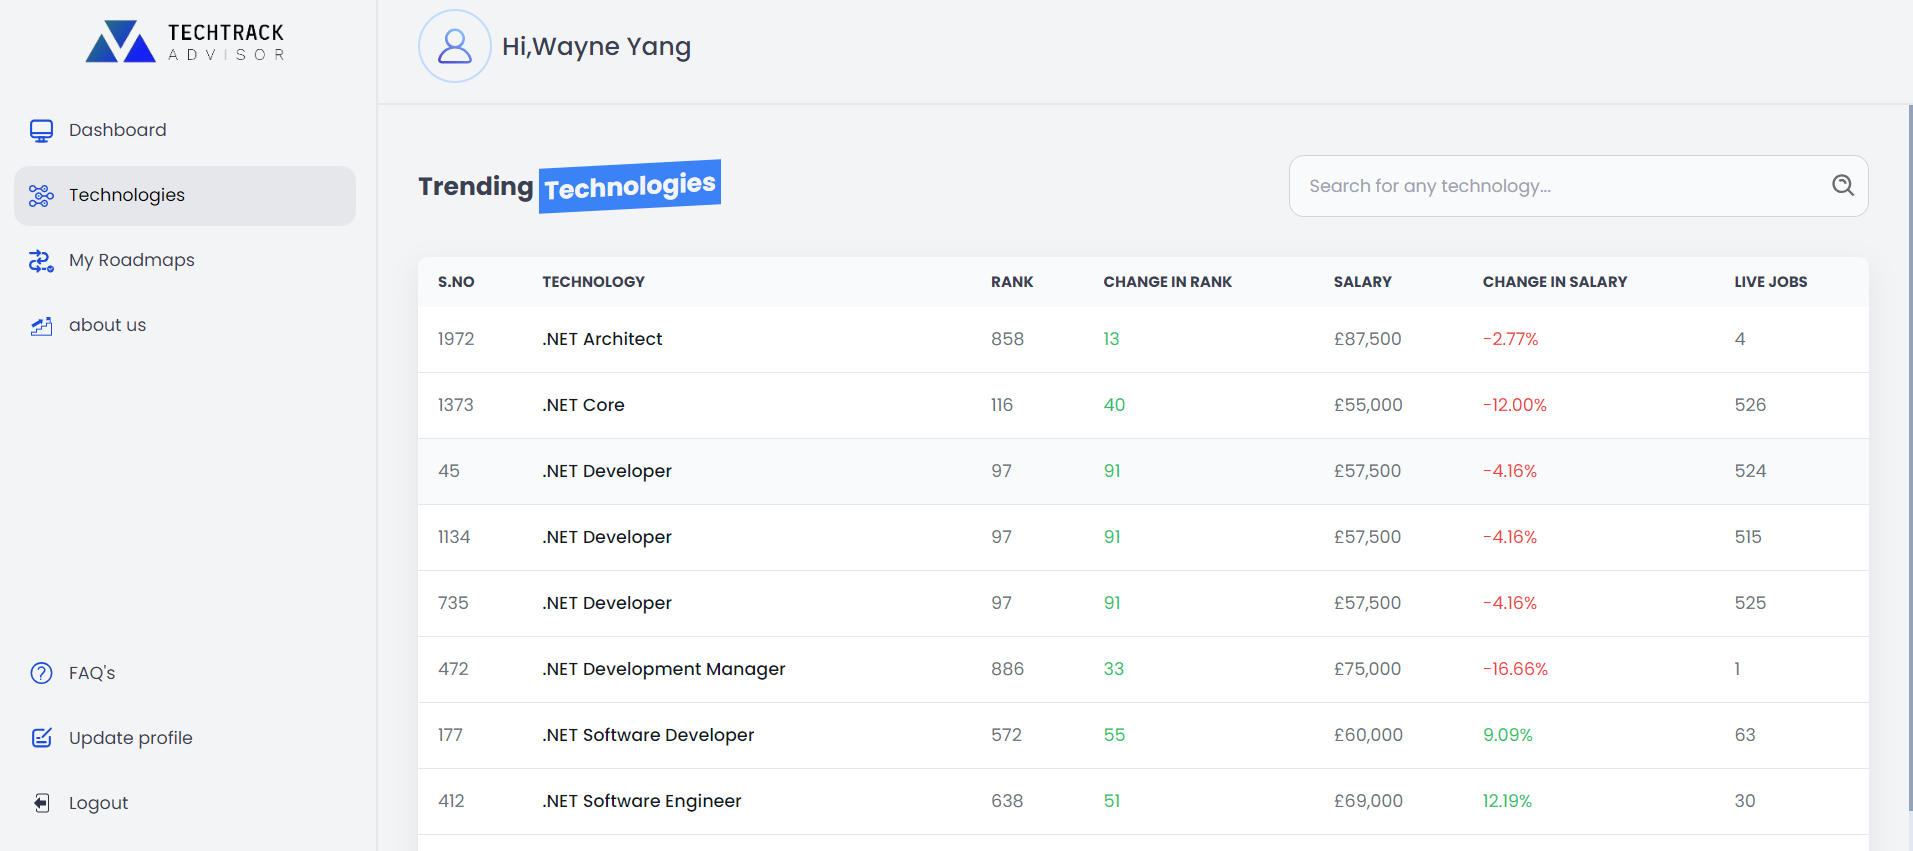 TECHTRACK
ADVISOR
Hi,Wayne Yang
Dashboard
Technologies
My Roadmaps
about us
FAQ's
Update profile
Logout
Trending Technologies
Search for any technology...
S.NO TECHNOLOGY RANK CHANGE IN RANK SALARY CHANGE IN SALARY LIVE JOBS
1972 .NET Architect 858 13 £87,500 -2.77% 4
1373 .NET Core 116 40 £55,000 -12.00% 526
45 .NET Developer 97 91 £57,500 -4.16% 524
1134 .NET Developer 97 91 £57,500 -4.16% 515
735 .NET Developer 97 91 £57,500 -4.16% 525
472 .NET Development Manager 886 33 £75,000 -16.66% 1
177 .NET Software Developer 572 55 £60,000 9.09% 63
412 .NET Software Engineer 638 51 £69,000 12.19% 30